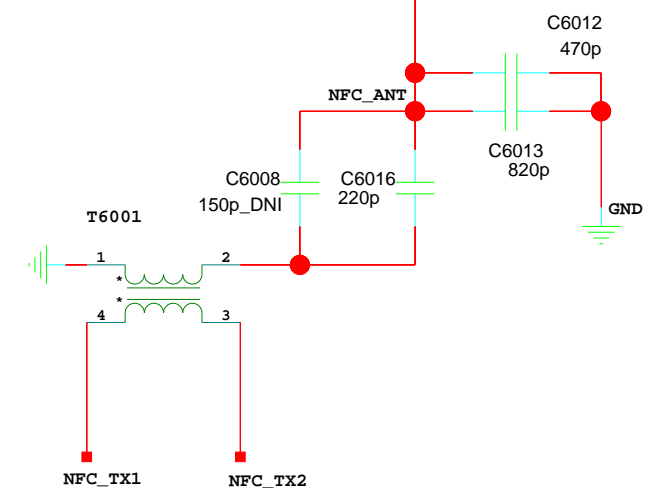 C6012
470p
NFC_ANT
C6013
820p
C6008
150p_DNI
C6016
220p
GND
T6001
1
2
*
*
4
3
NFC_TX1
NFC_TX2